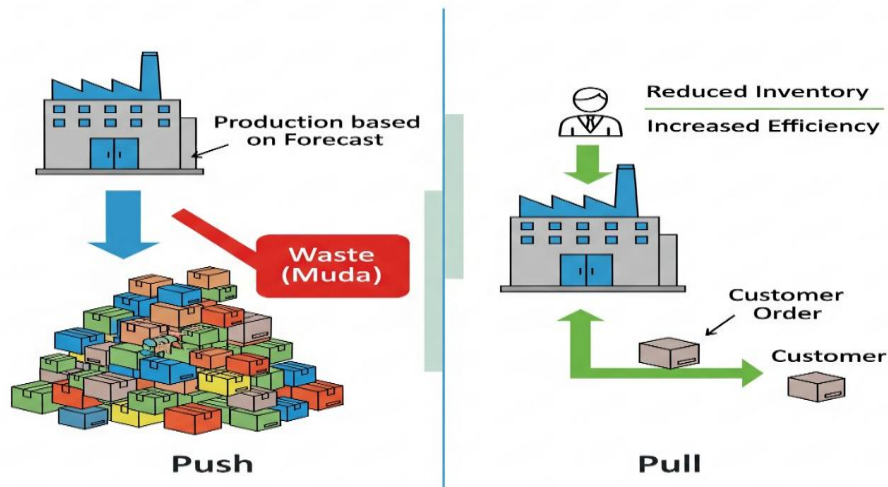 Production based
on Forecast
Waste
(Muda)
Push
Reduced Inventory
Increased Efficiency
Customer
Order
Customer
Pull